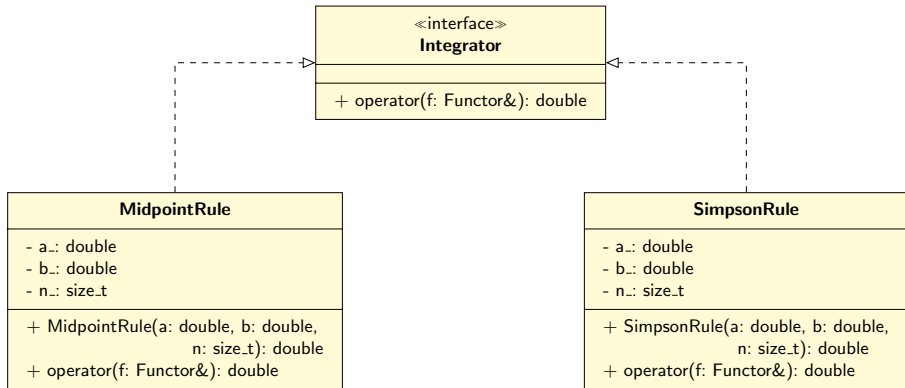 ≪interface≫
Integrator
+ operator(f: Functor&): double
MidpointRule
- a_: double
- b_: double
- n_: size_t
+ MidpointRule(a: double, b: double,
n: size_t): double
+ operator(f: Functor&): double
SimpsonRule
- a_: double
- b_: double
- n_: size_t
+ SimpsonRule(a: double, b: double,
n: size_t): double
+ operator(f: Functor&): double